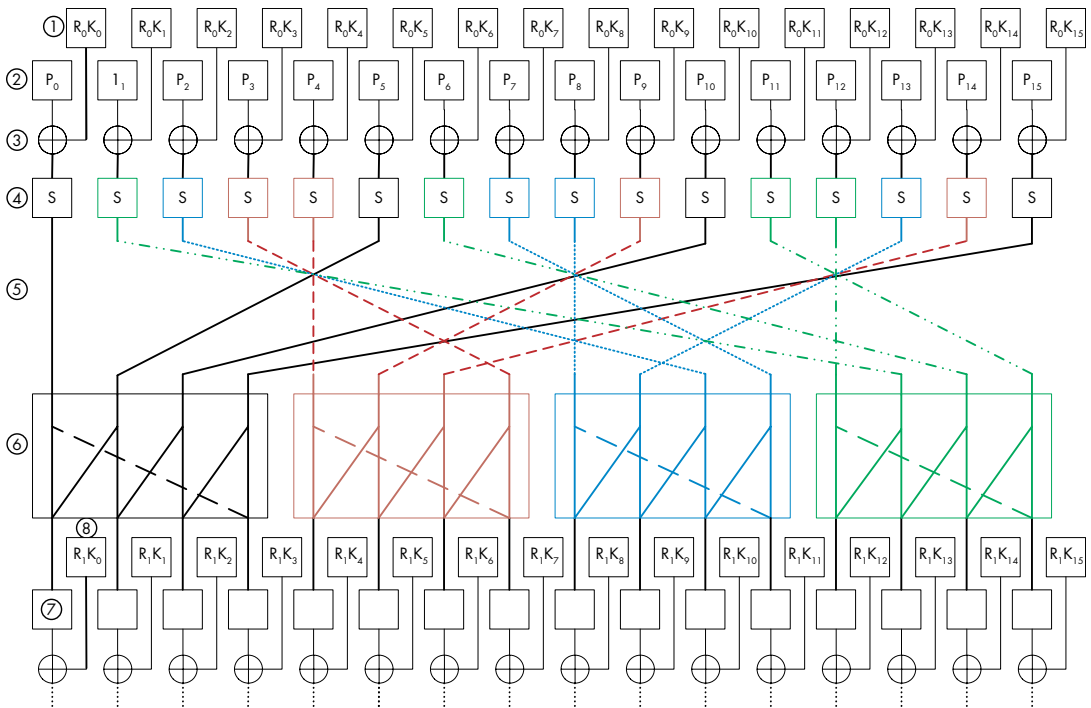 ① R₀K₀ R₀K₁ R₀K₂ R₀K₃ R₀K₄ R₀K₅ R₀K₆ R₀K₇ R₀K₈ R₀K₉ R₀K₁₀ R₀K₁₁ R₀K₁₂ R₀K₁₃ R₀K₁₄ R₀K₁₅
② P₀ 1₁ P₂ P₃ P₄ P₅ P₆ P₇ P₈ P₉ P₁₀ P₁₁ P₁₂ P₁₃ P₁₄ P₁₅
③
④ S S S S S S S S S S S S S S S S
⑤
⑥
⑧
R₁K₀ R₁K₁ R₁K₂ R₁K₃ R₁K₄ R₁K₅ R₁K₆ R₁K₇ R₁K₈ R₁K₉ R₁K₁₀ R₁K₁₁ R₁K₁₂ R₁K₁₃ R₁K₁₄ R₁K₁₅
⑦